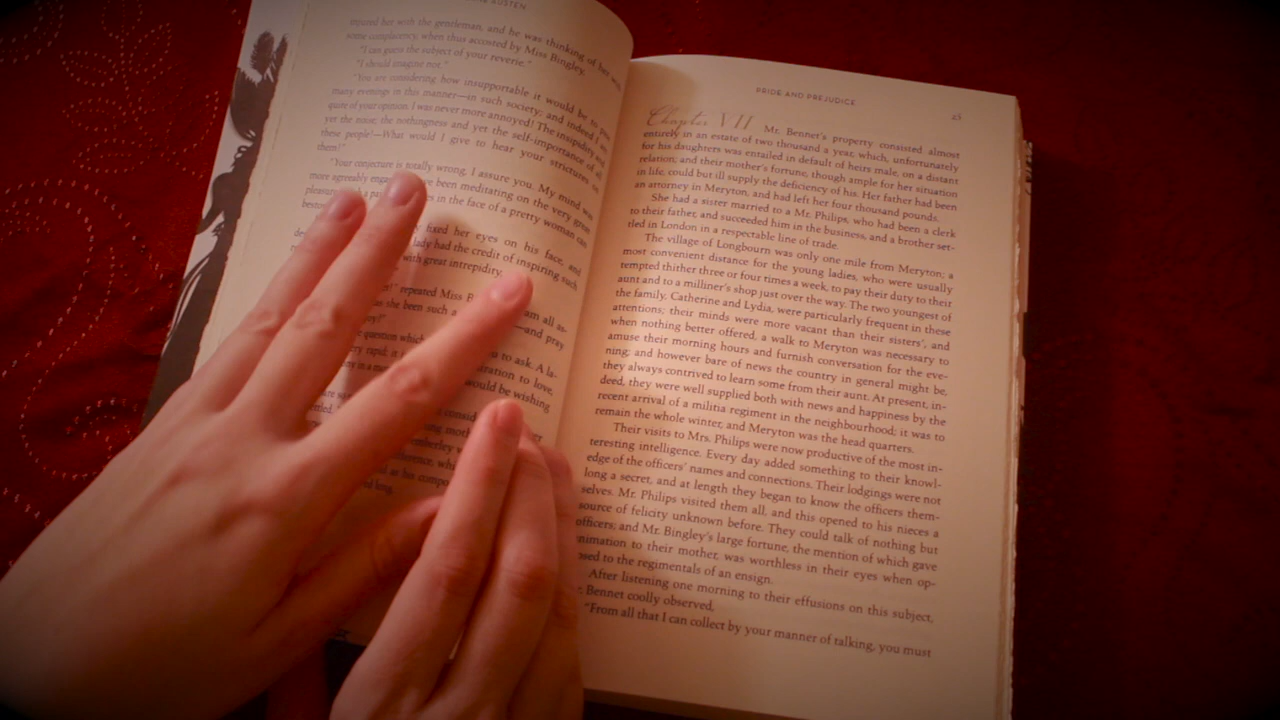 AUSTEN
injured her with the gentleman, and he was thinking of her with
some complacency, when thus accosted by Miss Bingley.
"I can guess the subject of your reverie."
"I should imagine not."
"You are considering how insupportable it would be to pass
many evenings in this manner—in such society; and indeed I am
quite of your opinion. I was never more annoyed! The insipidity and
yet the noise; the nothingness and yet the self-importance of all
these people!—What would I give to hear your strictures on
them!"
"Your conjecture is totally wrong, I assure you. My mind was
more agreeably been meditating on the very great
pleasure in the face of a pretty woman can
fixed her eyes on his face, and
lady had the credit of inspiring such
with great intrepidity.
repeated Miss am all as-
has she been such a —and pray
question which to ask. A la-
very rapid; it to love,
would be wishing
PRIDE AND PREJUDICE
25
Chapter VII Mr. Bennet's property consisted almost
entirely in an estate of two thousand a year, which, unfortunately
for his daughters was entailed in default of heirs male, on a distant
relation; and their mother's fortune, though ample for her situation
in life, could but ill supply the deficiency of his. Her father had been
an attorney in Meryton, and had left her four thousand pounds.
She had a sister married to a Mr. Philips, who had been a clerk
to their father, and succeeded him in the business, and a brother set-
tled in London in a respectable line of trade.
The village of Longbourn was only one mile from Meryton; a
most convenient distance for the young ladies, who were usually
tempted thither three or four times a week, to pay their duty to their
aunt and to a milliner's shop just over the way. The two youngest of
the family, Catherine and Lydia, were particularly frequent in these
attentions; their minds were more vacant than their sisters', and
when nothing better offered, a walk to Meryton was necessary to
amuse their morning hours and furnish conversation for the eve-
ning; and however bare of news the country in general might be,
they always contrived to learn some from their aunt. At present, in-
deed, they were well supplied both with news and happiness by the
recent arrival of a militia regiment in the neighbourhood; it was to
remain the whole winter, and Meryton was the head quarters.
Their visits to Mrs. Philips were now productive of the most in-
teresting intelligence. Every day added something to their knowl-
edge of the officers' names and connections. Their lodgings were not
long a secret, and at length they began to know the officers them-
selves. Mr. Philips visited them all, and this opened to his nieces a
source of felicity unknown before. They could talk of nothing but
officers; and Mr. Bingley's large fortune, the mention of which gave
animation to their mother, was worthless in their eyes when op-
posed to the regimentals of an ensign.
After listening one morning to their effusions on this subject,
Bennet coolly observed,
"From all that I can collect by your manner of talking, you must